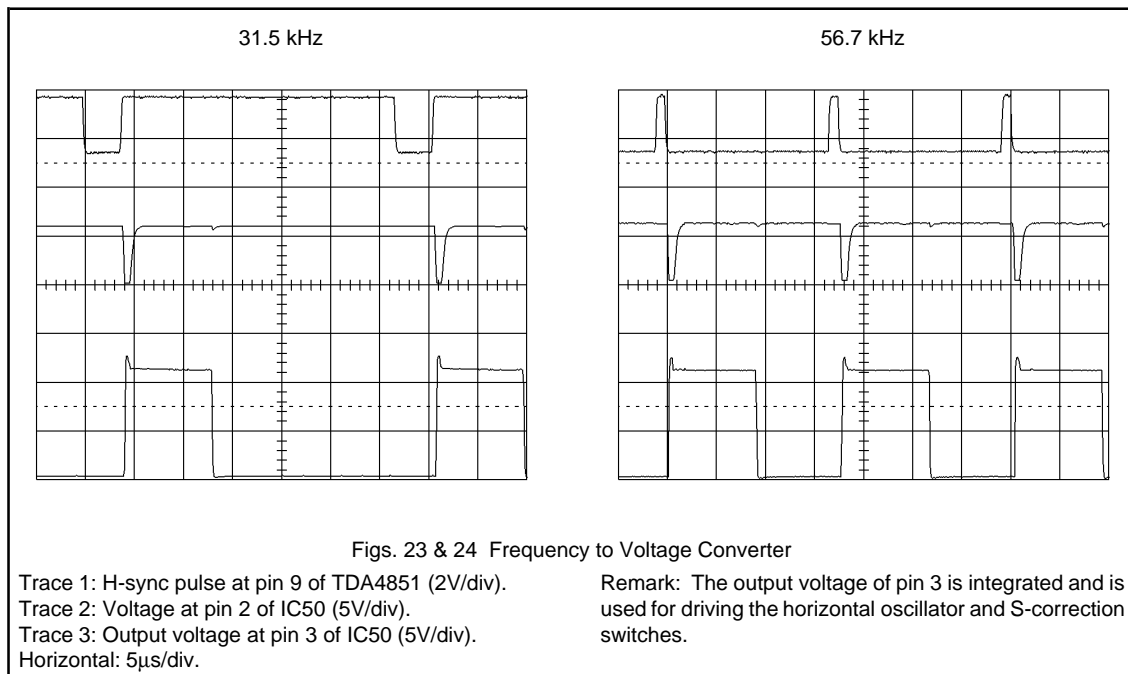 31.5 kHz
56.7 kHz
Figs. 23 & 24 Frequency to Voltage Converter
Trace 1: H-sync pulse at pin 9 of TDA4851 (2V/div).
Trace 2: Voltage at pin 2 of IC50 (5V/div).
Trace 3: Output voltage at pin 3 of IC50 (5V/div).
Horizontal: 5μs/div.
Remark: The output voltage of pin 3 is integrated and is
used for driving the horizontal oscillator and S-correction
switches.